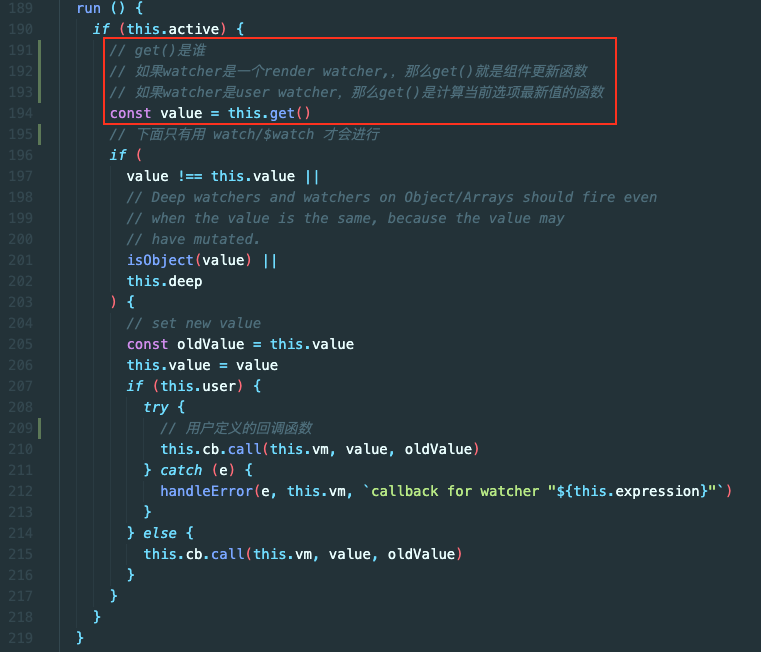 189 run () {
190 if (this.active) {
191 // get()是谁
192 // 如果watcher是一个render watcher,，那么get()就是组件更新函数
193 // 如果watcher是user watcher，那么get()是计算当前选项最新值的函数
194 const value = this.get()
195 // 下面只有用 watch/$watch 才会进行
196 if (
197 value !== this.value ||
198 // Deep watchers and watchers on Object/Arrays should fire even
199 // when the value is the same, because the value may
200 // have mutated.
201 isObject(value) ||
202 this.deep
203 ) {
204 // set new value
205 const oldValue = this.value
206 this.value = value
207 if (this.user) {
208 try {
209 // 用户定义的回调函数
210 this.cb.call(this.vm, value, oldValue)
211 } catch (e) {
212 handleError(e, this.vm, `callback for watcher "${this.expression}"`)
213 }
214 } else {
215 this.cb.call(this.vm, value, oldValue)
216 }
217 }
218 }
219 }